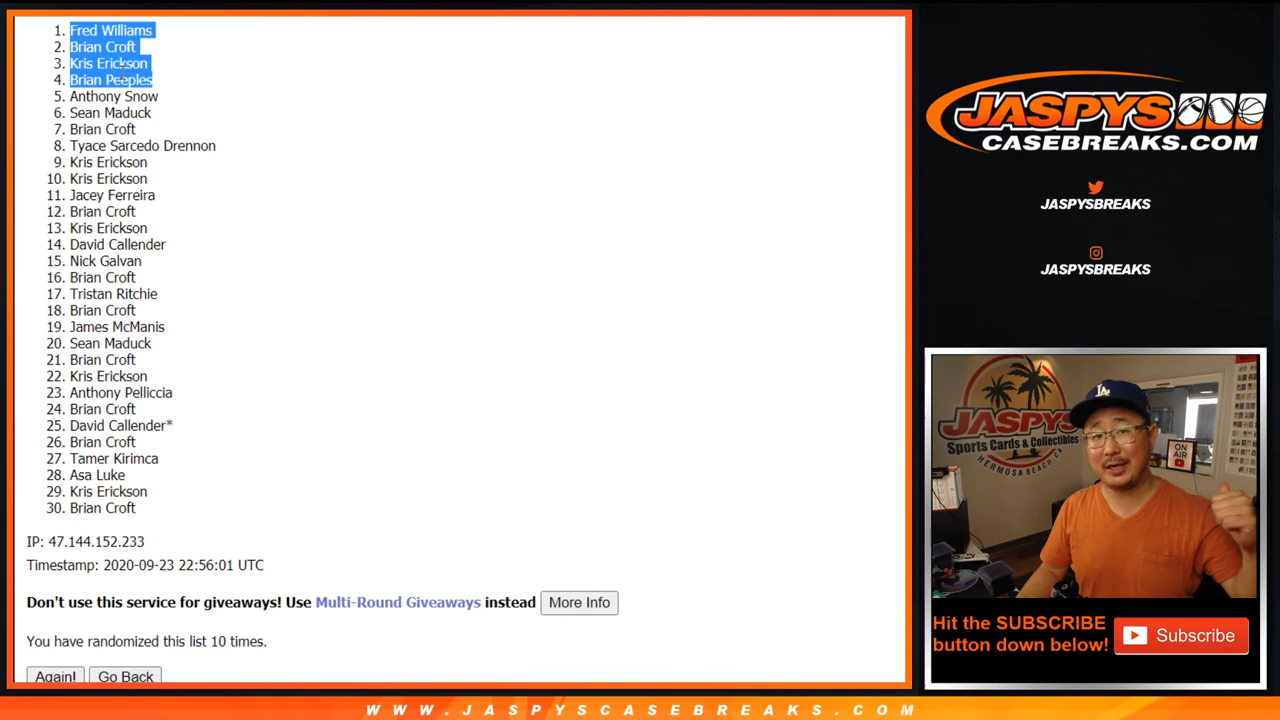 1. Fred Williams
2. Brian Croft
3. Kris Erickson
4. Brian Peeples
5. Anthony Snow
6. Sean Maduck
7. Brian Croft
8. Tyace Sarcedo Drennon
9. Kris Erickson
10. Kris Erickson
11. Jacey Ferreira
12. Brian Croft
13. Kris Erickson
14. David Callender
15. Nick Galvan
16. Brian Croft
17. Tristan Ritchie
18. Brian Croft
19. James McManis
20. Sean Maduck
21. Brian Croft
22. Kris Erickson
23. Anthony Pelliccia
24. Brian Croft
25. David Callender*
26. Brian Croft
27. Tamer Kirimca
28. Asa Luke
29. Kris Erickson
30. Brian Croft
IP: 47.144.152.233
Timestamp: 2020-09-23 22:56:01 UTC
Don't use this service for giveaways! Use Multi-Round Giveaways instead More Info
You have randomized this list 10 times.
Again! Go Back
JASPYS
CASEBREAKS.COM
JASPYSBREAKS
JASPYSBREAKS
JASPYS
Sports Cards & Collectibles
HERMOSA BEACH, CA
LA
ON
AIR
Hit the SUBSCRIBE
button down below!
Subscribe
WWW.JASPYSCASEBREAKS.COM